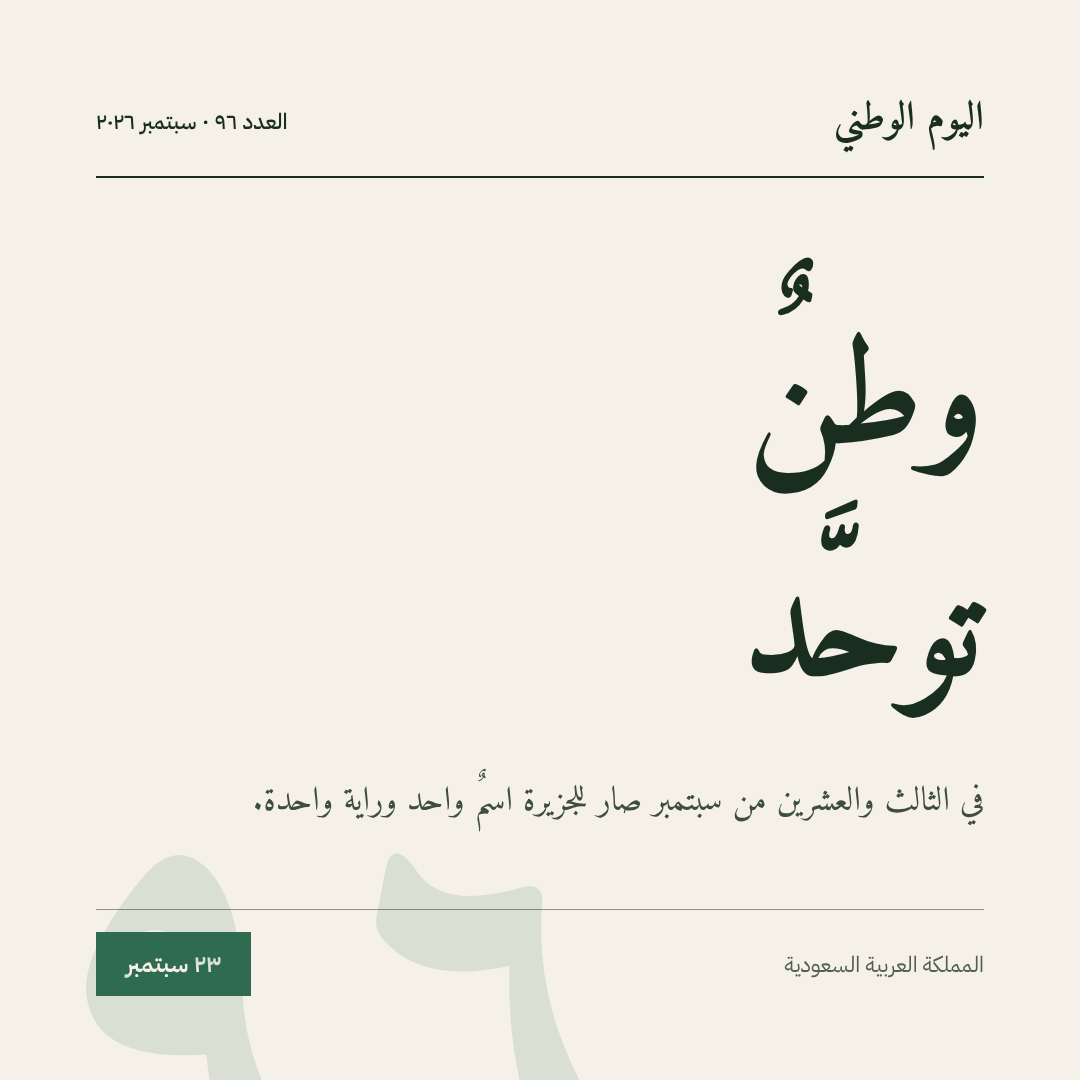 اليوم الوطني
العدد ٩٦ · سبتمبر ٢٠٢٦
وطنٌ
توحَّد
في الثالث والعشرين من سبتمبر صار للجزيرة اسمٌ واحد وراية واحدة.
٩٦
المملكة العربية السعودية
٢٣ سبتمبر